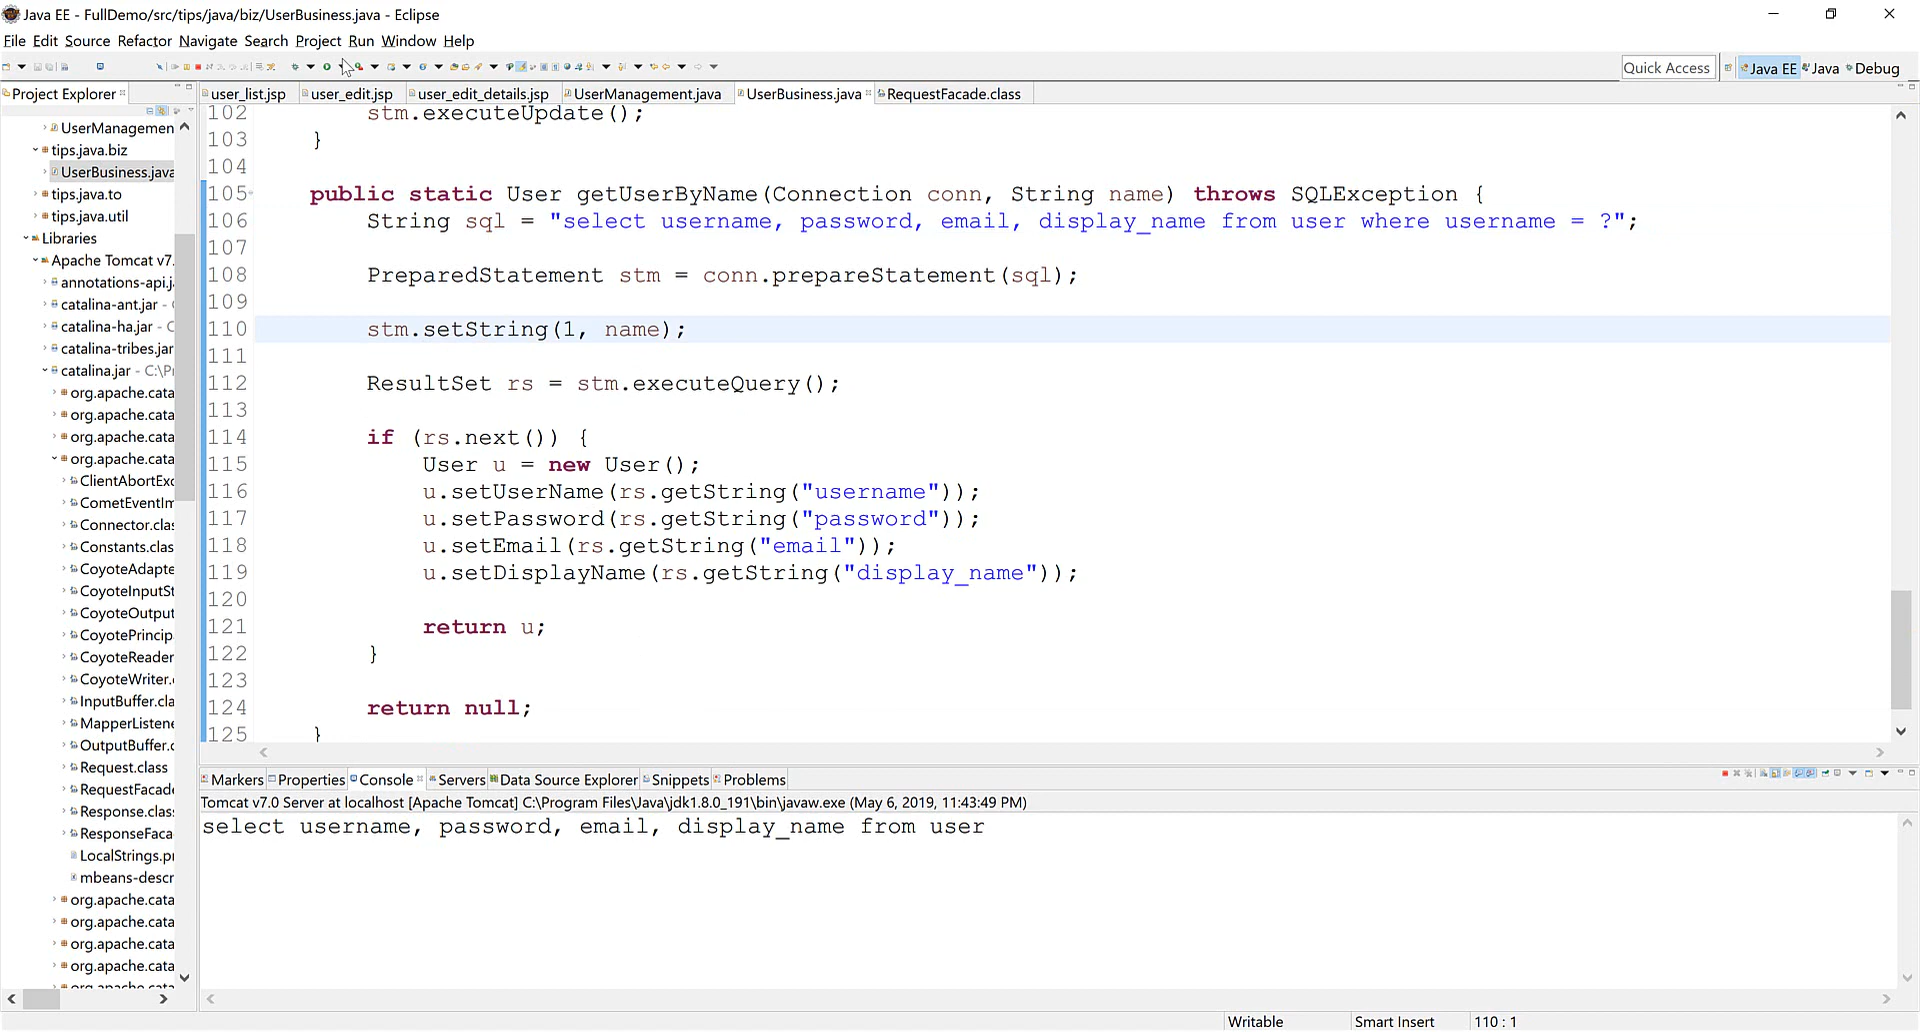 Java EE - FullDemo/src/tips/java/biz/UserBusiness.java - Eclipse
File Edit Source Refactor Navigate Search Project Run Window Help
Quick Access
Java EE
Java
Debug
Project Explorer
user_list.jsp
user_edit.jsp
user_edit_details.jsp
UserManagement.java
UserBusiness.java
RequestFacade.class
UserManagemen
tips.java.biz
UserBusiness.java
tips.java.to
tips.java.util
Libraries
Apache Tomcat v7.
annotations-api.j
catalina-ant.jar -
catalina-ha.jar - C
catalina-tribes.jar
catalina.jar - C:\P
org.apache.cata
org.apache.cata
org.apache.cata
org.apache.cata
ClientAbortExc
CometEventIm
Connector.clas
Constants.clas
CoyoteAdapte
CoyoteInputSt
CoyoteOutput
CoyotePrincip
CoyoteReader
CoyoteWriter.c
InputBuffer.cla
MapperListene
OutputBuffer.c
Request.class
RequestFacade
Response.class
ResponseFaca
LocalStrings.pr
mbeans-descr
org.apache.cata
org.apache.cata
org.apache.cata
org.apache.cata
org.apache.cata
102 stm.executeUpdate();
103 }
104
105 public static User getUserByName(Connection conn, String name) throws SQLException {
106 String sql = "select username, password, email, display_name from user where username = ?";
107
108 PreparedStatement stm = conn.prepareStatement(sql);
109
110 stm.setString(1, name);
111
112 ResultSet rs = stm.executeQuery();
113
114 if (rs.next()) {
115 User u = new User();
116 u.setUserName(rs.getString("username"));
117 u.setPassword(rs.getString("password"));
118 u.setEmail(rs.getString("email"));
119 u.setDisplayName(rs.getString("display_name"));
120
121 return u;
122 }
123
124 return null;
125 }
Markers
Properties
Console
Servers
Data Source Explorer
Snippets
Problems
Tomcat v7.0 Server at localhost [Apache Tomcat] C:\Program Files\Java\jdk1.8.0_191\bin\javaw.exe (May 6, 2019, 11:43:49 PM)
select username, password, email, display_name from user
Writable
Smart Insert
110 : 1